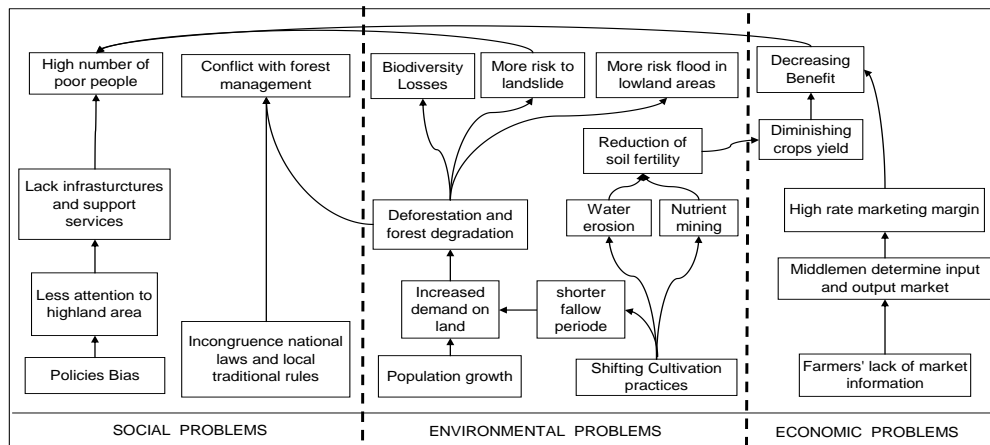 High number of
poor people
Conflict with forest
management
Biodiversity
Losses
More risk to
landslide
More risk flood in
lowland areas
Decreasing
Benefit
Reduction of
soil fertility
Diminishing
crops yield
Lack infrasturctures
and support
services
Deforestation and
forest degradation
Water
erosion
Nutrient
mining
High rate marketing margin
Less attention to
highland area
Increased
demand on
land
shorter
fallow
periode
Middlemen determine input
and output market
Policies Bias
Incongruence national
laws and local
traditional rules
Population growth
Shifting Cultivation
practices
Farmers' lack of market
information
SOCIAL PROBLEMS
ENVIRONMENTAL PROBLEMS
ECONOMIC PROBLEMS